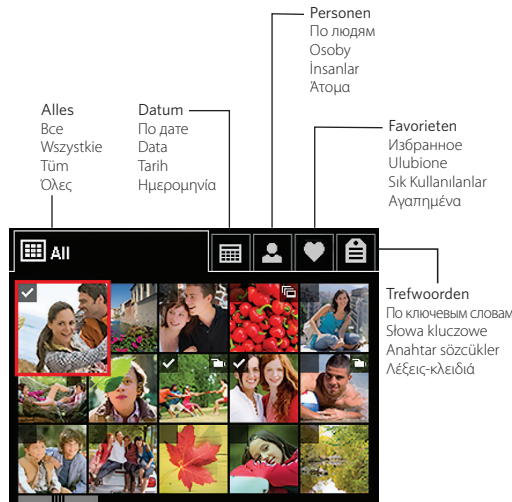 Personen
По людям
Osoby
İnsanlar
Άτομα
Alles
Все
Wszystkie
Tüm
Όλες
Datum
По дате
Data
Tarih
Ημερομηνία
Favorieten
Избранное
Ulubione
Sık Kullanılanlar
Αγαπημένα
All
Trefwoorden
По ключевым словам
Słowa kluczowe
Anahtar sözcükler
Λέξεις-κλειδιά